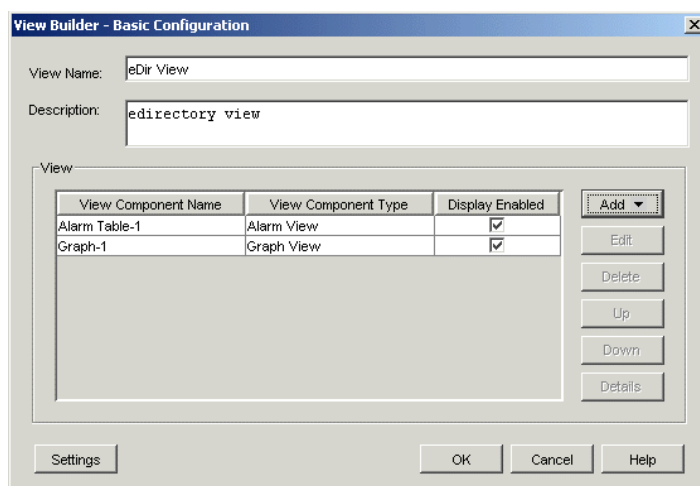 View Builder - Basic Configuration
View Name: eDir View
Description: edirectory view
View
View Component Name View Component Type Display Enabled
Alarm Table-1 Alarm View
Graph-1 Graph View
Add
Edit
Delete
Up
Down
Details
Settings OK Cancel Help